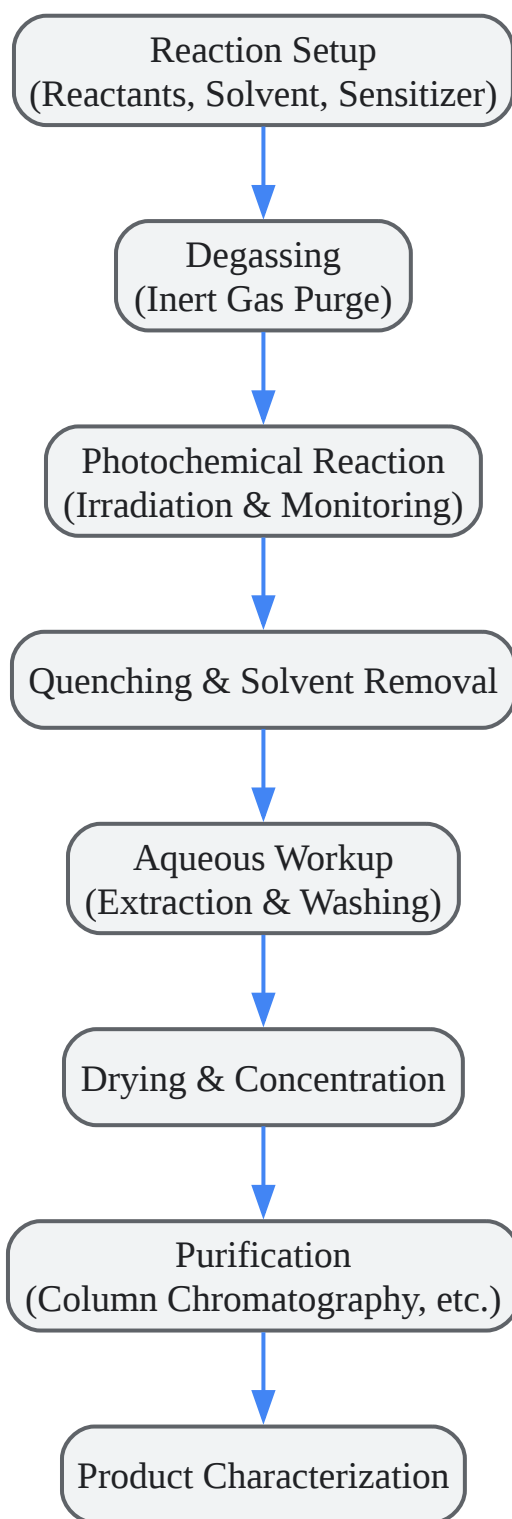 Reaction Setup
(Reactants, Solvent, Sensitizer)
Degassing
(Inert Gas Purge)
Photochemical Reaction
(Irradiation & Monitoring)
Quenching & Solvent Removal
Aqueous Workup
(Extraction & Washing)
Drying & Concentration
Purification
(Column Chromatography, etc.)
Product Characterization